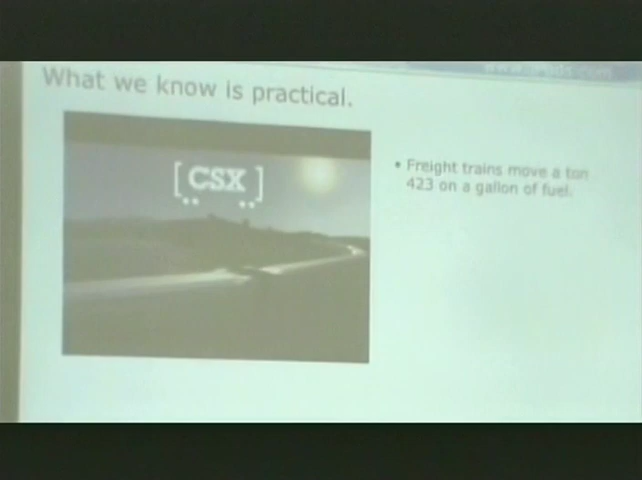 What we know is practical.
[CSX]
• Freight trains move a ton
423 on a gallon of fuel.